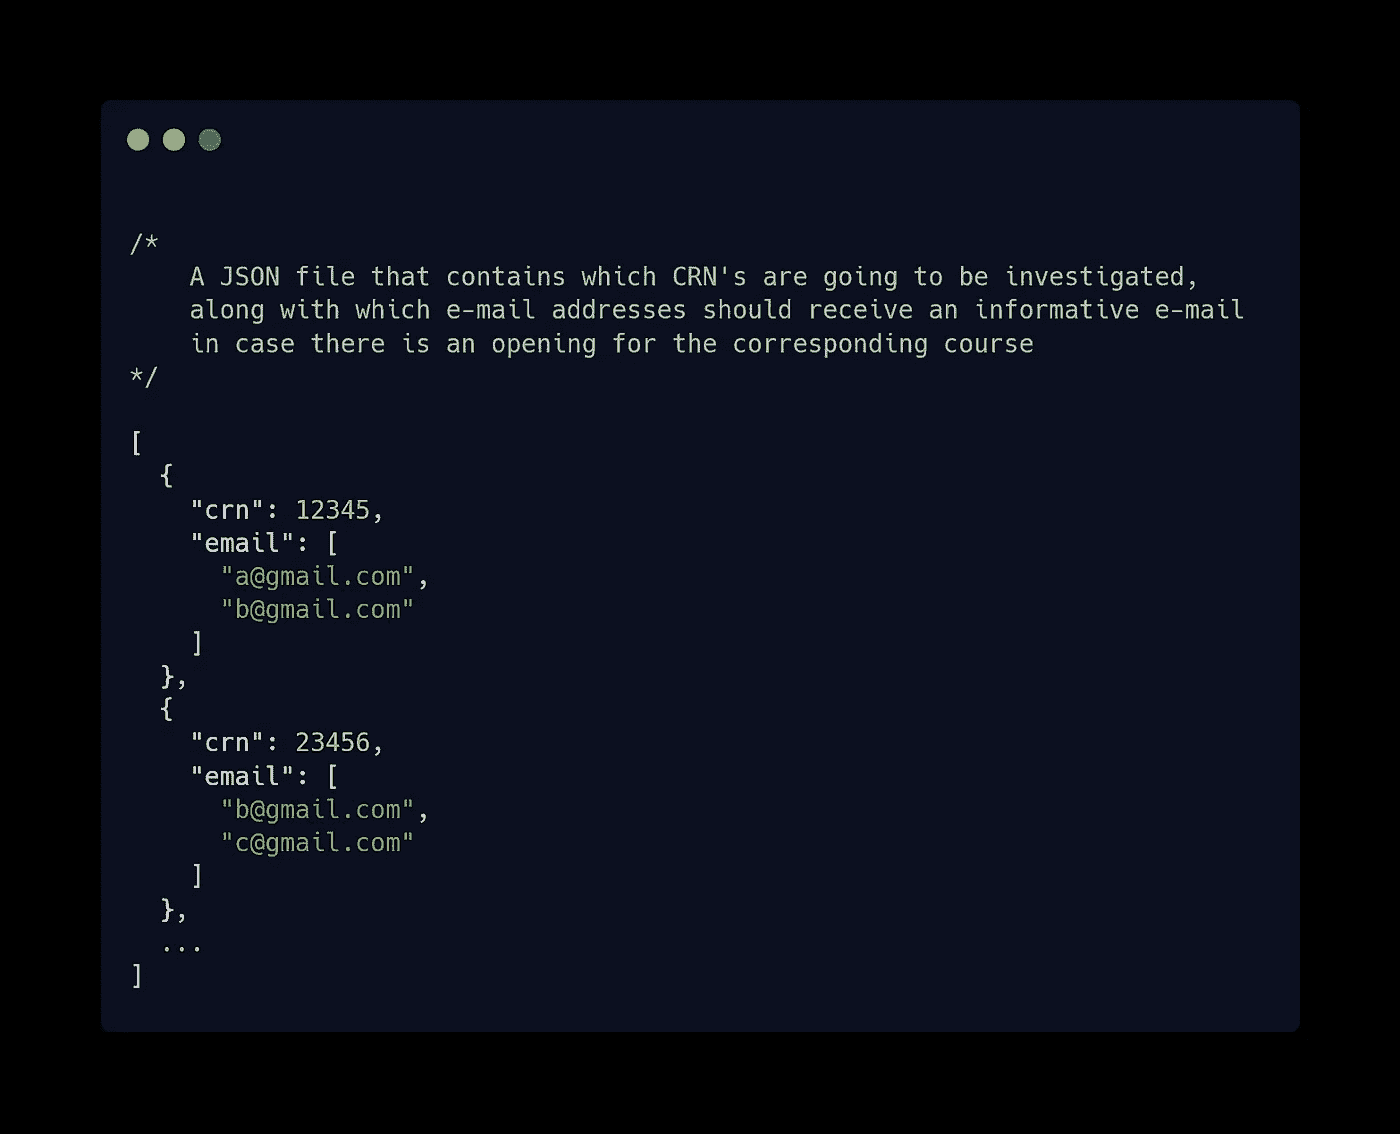 /*
    A JSON file that contains which CRN's are going to be investigated,
    along with which e-mail addresses should receive an informative e-mail
    in case there is an opening for the corresponding course
*/

[
  {
    "crn": 12345,
    "email": [
      "a@gmail.com",
      "b@gmail.com"
    ]
  },
  {
    "crn": 23456,
    "email": [
      "b@gmail.com",
      "c@gmail.com"
    ]
  },
  ...
]